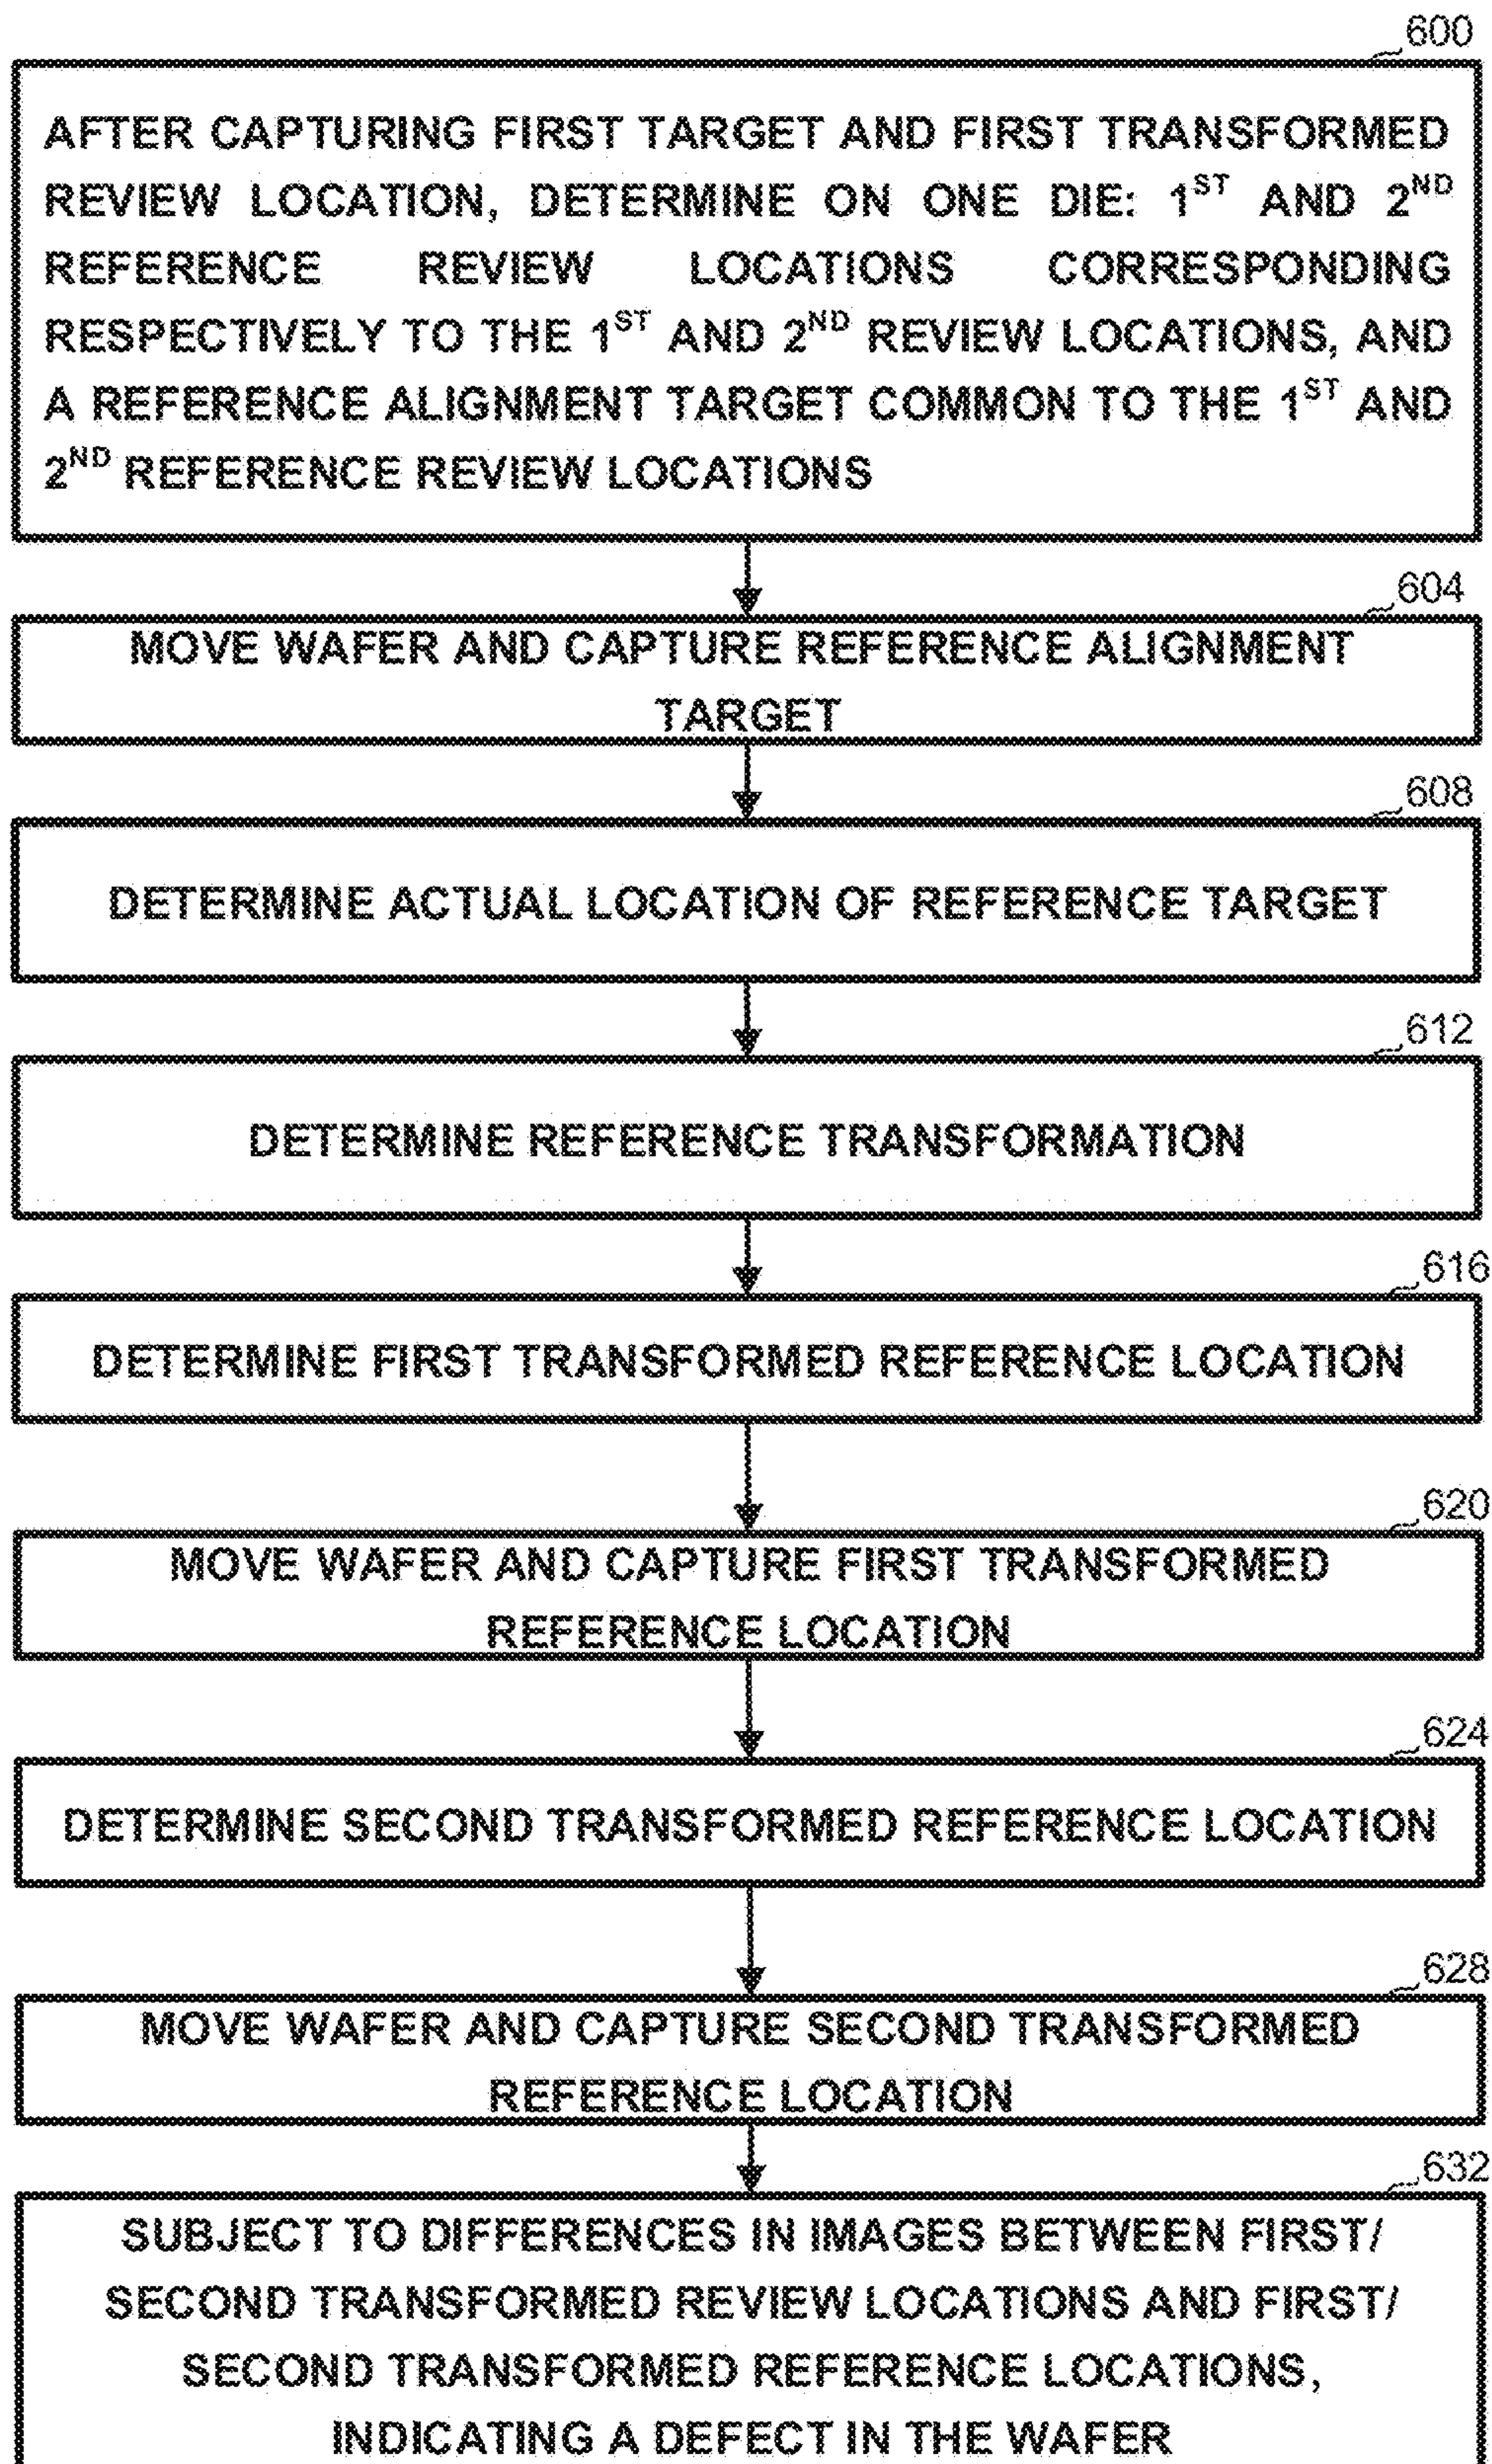 600
AFTER CAPTURING FIRST TARGET AND FIRST TRANSFORMED
REVIEW LOCATION, DETERMINE ON ONE DIE: 1ST AND 2ND
REFERENCE REVIEW LOCATIONS CORRESPONDING
RESPECTIVELY TO THE 1ST AND 2ND REVIEW LOCATIONS, AND
A REFERENCE ALIGNMENT TARGET COMMON TO THE 1ST AND
2ND REFERENCE REVIEW LOCATIONS
604
MOVE WAFER AND CAPTURE REFERENCE ALIGNMENT
TARGET
608
DETERMINE ACTUAL LOCATION OF REFERENCE TARGET
612
DETERMINE REFERENCE TRANSFORMATION
616
DETERMINE FIRST TRANSFORMED REFERENCE LOCATION
620
MOVE WAFER AND CAPTURE FIRST TRANSFORMED
REFERENCE LOCATION
624
DETERMINE SECOND TRANSFORMED REFERENCE LOCATION
628
MOVE WAFER AND CAPTURE SECOND TRANSFORMED
REFERENCE LOCATION
632
SUBJECT TO DIFFERENCES IN IMAGES BETWEEN FIRST/
SECOND TRANSFORMED REVIEW LOCATIONS AND FIRST/
SECOND TRANSFORMED REFERENCE LOCATIONS,
INDICATING A DEFECT IN THE WAFER